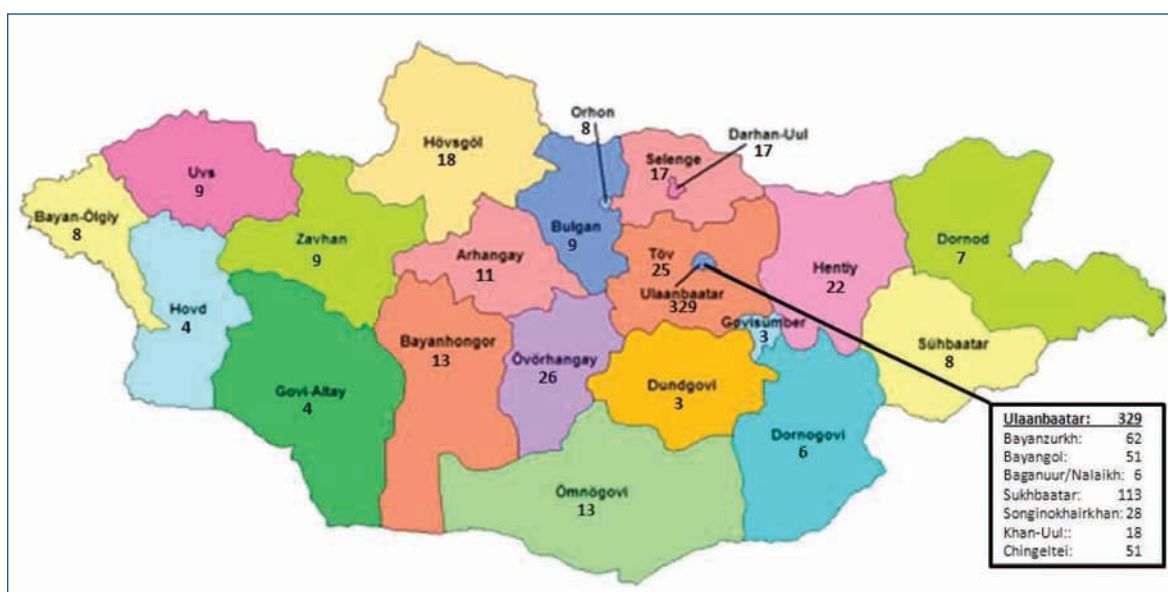 Orhon
8
Darhan-Uul
17
Hövsgöl
18
Selenge
17
Uvs
9
Bayan-Ölgiy
8
Zavhan
9
Bulgan
9
Arhangay
11
Töv
25
Hentiy
22
Dornod
7
Hovd
4
Ulaanbaatar
329
Govisumber
3
Bayanhongor
13
Övörhangay
26
Sühbaatar
8
Govi-Altay
4
Dundgovi
3
Dornogovi
6
Ömnögovi
13
Ulaanbaatar: 329
Bayanzurkh: 62
Bayangol: 51
Baganuur/Nalaikh: 6
Sukhbaatar: 113
Songinokhairkhan: 28
Khan-Uul:: 18
Chingeltei: 51